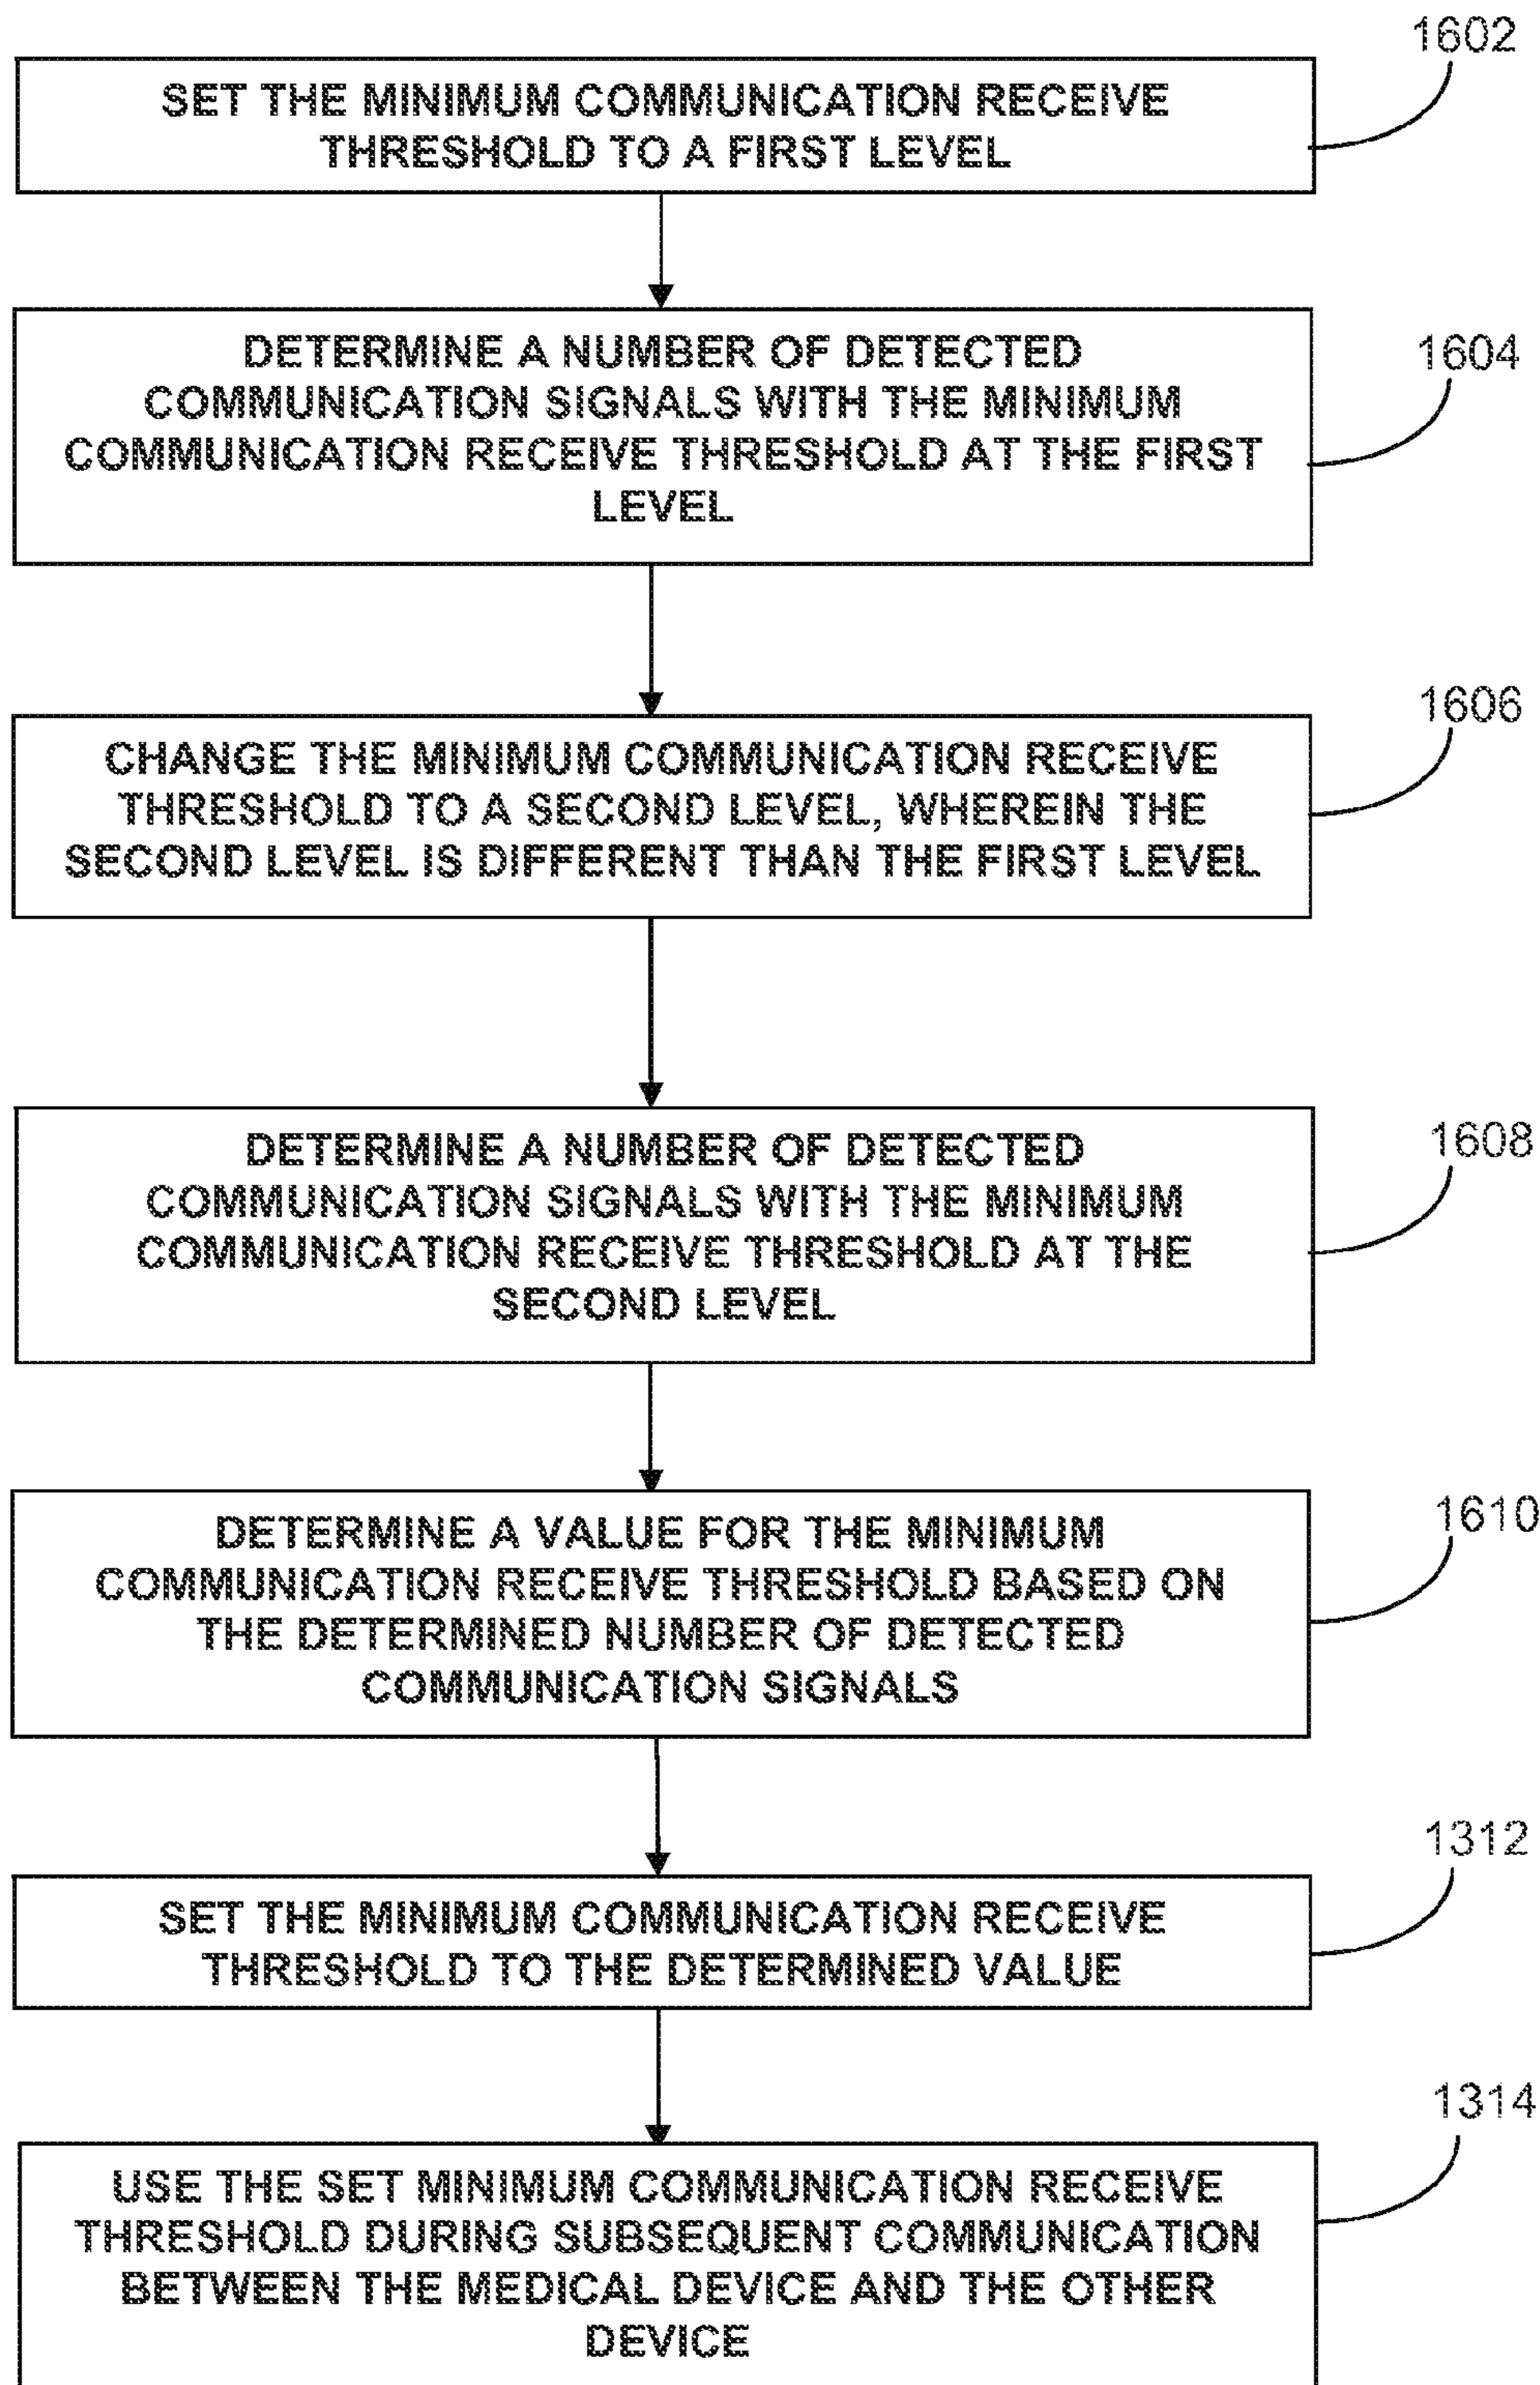 1602
SET THE MINIMUM COMMUNICATION RECEIVE
THRESHOLD TO A FIRST LEVEL
1604
DETERMINE A NUMBER OF DETECTED
COMMUNICATION SIGNALS WITH THE MINIMUM
COMMUNICATION RECEIVE THRESHOLD AT THE FIRST
LEVEL
1606
CHANGE THE MINIMUM COMMUNICATION RECEIVE
THRESHOLD TO A SECOND LEVEL, WHEREIN THE
SECOND LEVEL IS DIFFERENT THAN THE FIRST LEVEL
1608
DETERMINE A NUMBER OF DETECTED
COMMUNICATION SIGNALS WITH THE MINIMUM
COMMUNICATION RECEIVE THRESHOLD AT THE
SECOND LEVEL
1610
DETERMINE A VALUE FOR THE MINIMUM
COMMUNICATION RECEIVE THRESHOLD BASED ON
THE DETERMINED NUMBER OF DETECTED
COMMUNICATION SIGNALS
1312
SET THE MINIMUM COMMUNICATION RECEIVE
THRESHOLD TO THE DETERMINED VALUE
1314
USE THE SET MINIMUM COMMUNICATION RECEIVE
THRESHOLD DURING SUBSEQUENT COMMUNICATION
BETWEEN THE MEDICAL DEVICE AND THE OTHER
DEVICE